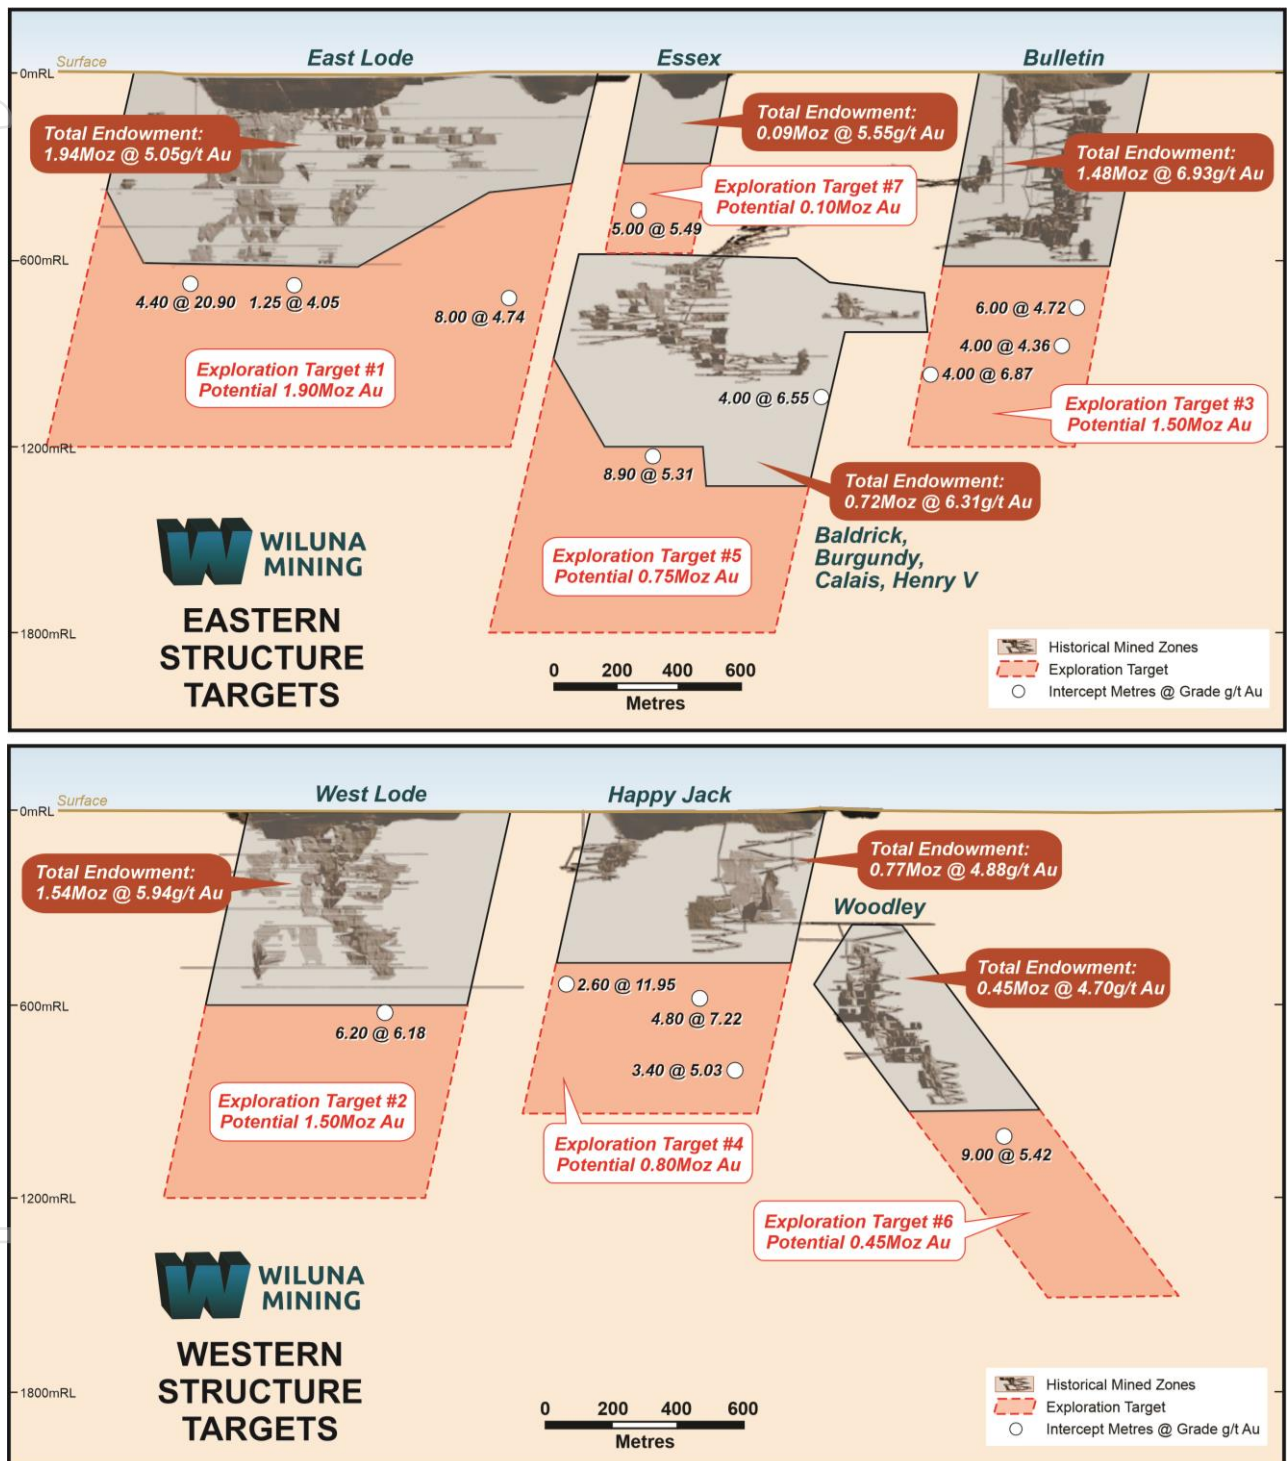 East Lode
Essex
Bulletin
Surface
0mRL
Total Endowment:
1.94Moz @ 5.05g/t Au
Total Endowment:
0.09Moz @ 5.55g/t Au
Total Endowment:
1.48Moz @ 6.93g/t Au
Exploration Target #7
Potential 0.10Moz Au
5.00 @ 5.49
600mRL
4.40 @ 20.90
1.25 @ 4.05
8.00 @ 4.74
6.00 @ 4.72
4.00 @ 4.36
4.00 @ 6.87
Exploration Target #1
Potential 1.90Moz Au
4.00 @ 6.55
Exploration Target #3
Potential 1.50Moz Au
1200mRL
8.90 @ 5.31
Total Endowment:
0.72Moz @ 6.31g/t Au
Baldrick,
Burgundy,
Calais, Henry V
Exploration Target #5
Potential 0.75Moz Au
WILUNA
MINING
EASTERN
STRUCTURE
TARGETS
1800mRL
0 200 400 600
Metres
Historical Mined Zones
Exploration Target
Intercept Metres @ Grade g/t Au
West Lode
Happy Jack
Surface
0mRL
Total Endowment:
1.54Moz @ 5.94g/t Au
Total Endowment:
0.77Moz @ 4.88g/t Au
Woodley
Total Endowment:
0.45Moz @ 4.70g/t Au
600mRL
6.20 @ 6.18
2.60 @ 11.95
4.80 @ 7.22
3.40 @ 5.03
Exploration Target #2
Potential 1.50Moz Au
Exploration Target #4
Potential 0.80Moz Au
9.00 @ 5.42
1200mRL
Exploration Target #6
Potential 0.45Moz Au
WILUNA
MINING
WESTERN
STRUCTURE
TARGETS
1800mRL
0 200 400 600
Metres
Historical Mined Zones
Exploration Target
Intercept Metres @ Grade g/t Au